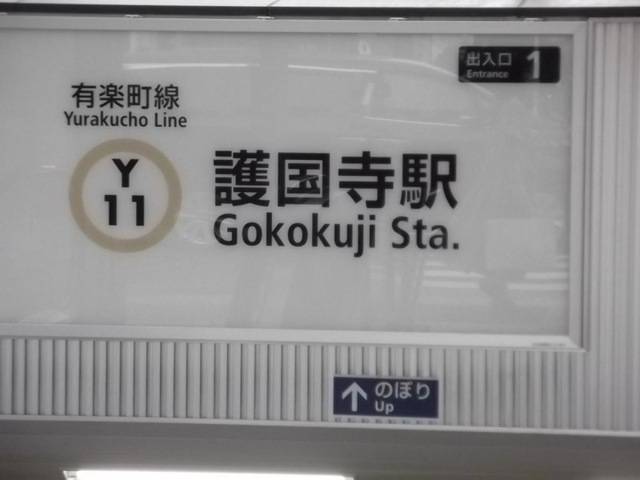 出入口 1
Entrance
有楽町線
Yurakucho Line
Y
11
護国寺駅
Gokokuji Sta.
のぼり
Up